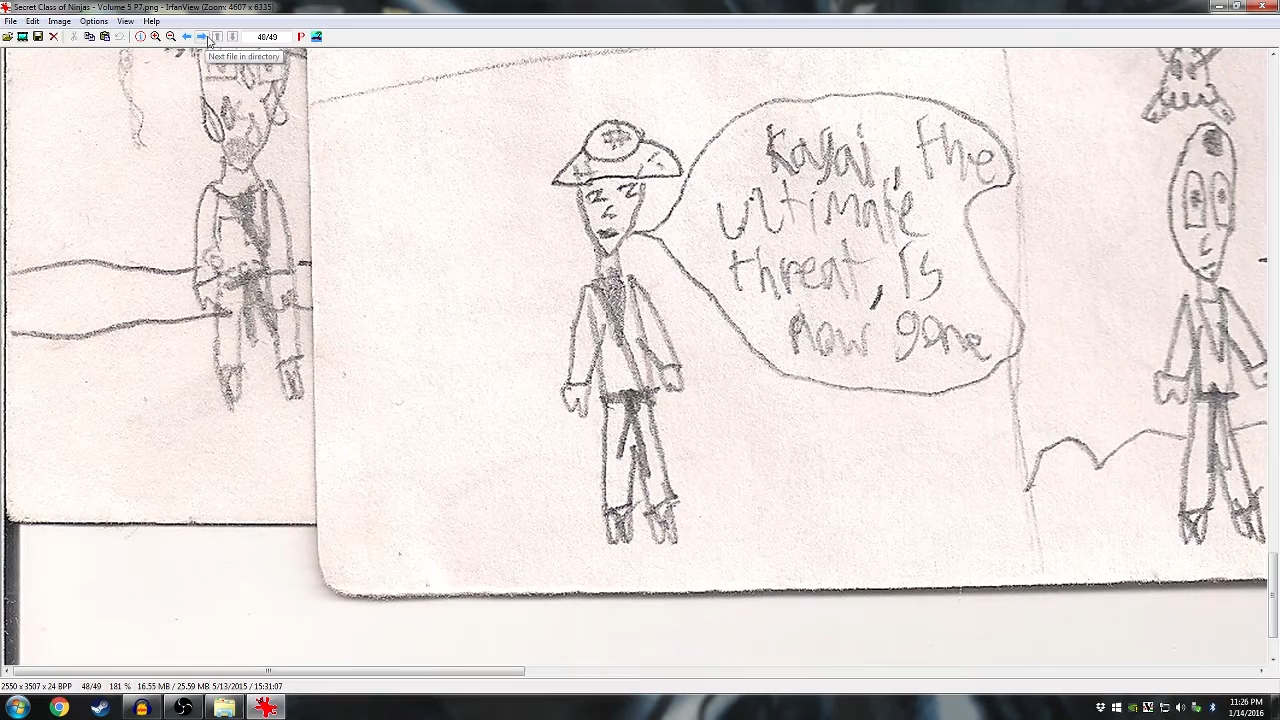 Secret Class of Ninjas - Volume 5 P7.png - IrfanView (Zoom: 4607 x 6335)
File Edit Image Options View Help
48/49
Next file in directory
the
ultimate
threat, is
now gone
2550 x 3507 x 24 BPP 48/49 181 % 16.55 MB / 25.59 MB 5/13/2015 / 15:31:07
11:26 PM
1/14/2016